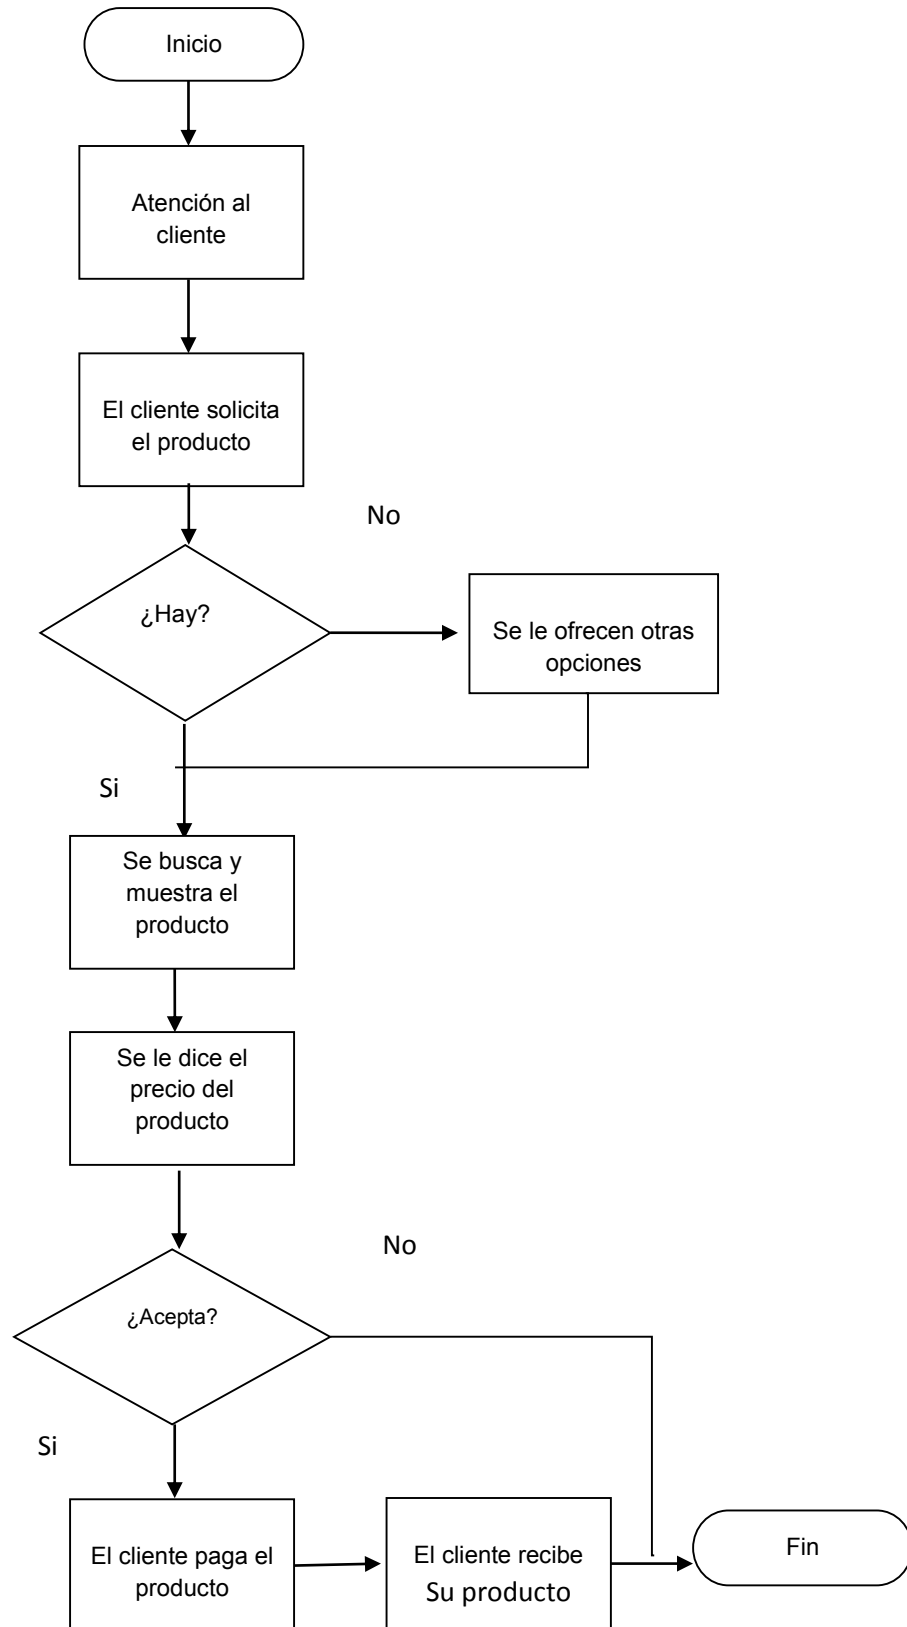 Inicio
Atención al
cliente
El cliente solicita
el producto
No
¿Hay?
Se le ofrecen otras
opciones
Si
Se busca y
muestra el
producto
Se le dice el
precio del
producto
No
¿Acepta?
Si
El cliente paga el
producto
El cliente recibe
Su producto
Fin